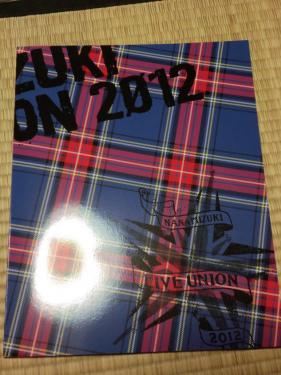 ZUKI
ON 2012
NANA MIZUKI
LIVE UNION
2012